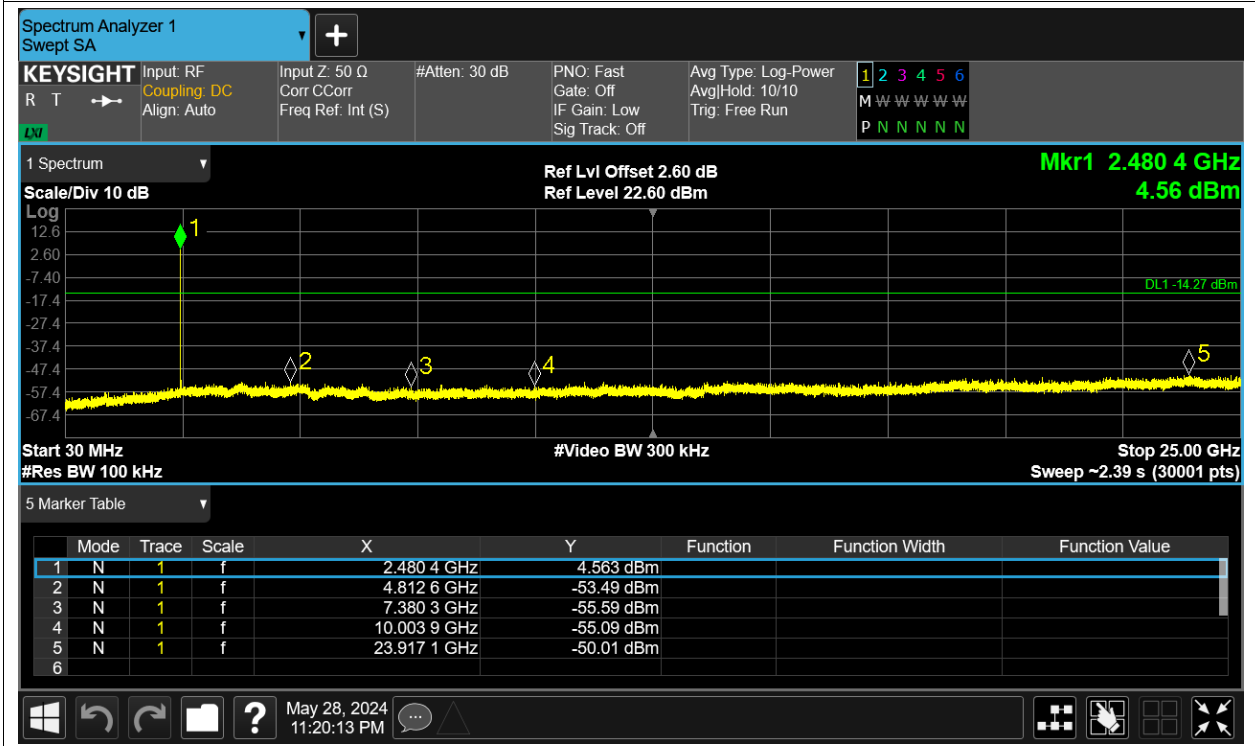 Spectrum Analyzer 1
Swept SA
+
KEYSIGHT
R T
LXI
Input: RF
Coupling: DC
Align: Auto
Input Z: 50 Ω
Corr CCorr
Freq Ref: Int (S)
#Atten: 30 dB
PNO: Fast
Gate: Off
IF Gain: Low
Sig Track: Off
Avg Type: Log-Power
Avg|Hold: 10/10
Trig: Free Run
1 2 3 4 5 6
M W W W W W
P N N N N N
1 Spectrum
Scale/Div 10 dB
Ref Lvl Offset 2.60 dB
Ref Level 22.60 dBm
Mkr1 2.480 4 GHz
4.56 dBm
Log
12.6
2.60
-7.40
-17.4
-27.4
-37.4
-47.4
-57.4
-67.4
1
2
3
4
5
DL1 -14.27 dBm
Start 30 MHz
#Video BW 300 kHz
Stop 25.00 GHz
#Res BW 100 kHz
Sweep ~2.39 s (30001 pts)
5 Marker Table
Mode Trace Scale X Y Function Function Width Function Value
1 N 1 f 2.480 4 GHz 4.563 dBm
2 N 1 f 4.812 6 GHz -53.49 dBm
3 N 1 f 7.380 3 GHz -55.59 dBm
4 N 1 f 10.003 9 GHz -55.09 dBm
5 N 1 f 23.917 1 GHz -50.01 dBm
6
?
May 28, 2024
11:20:13 PM